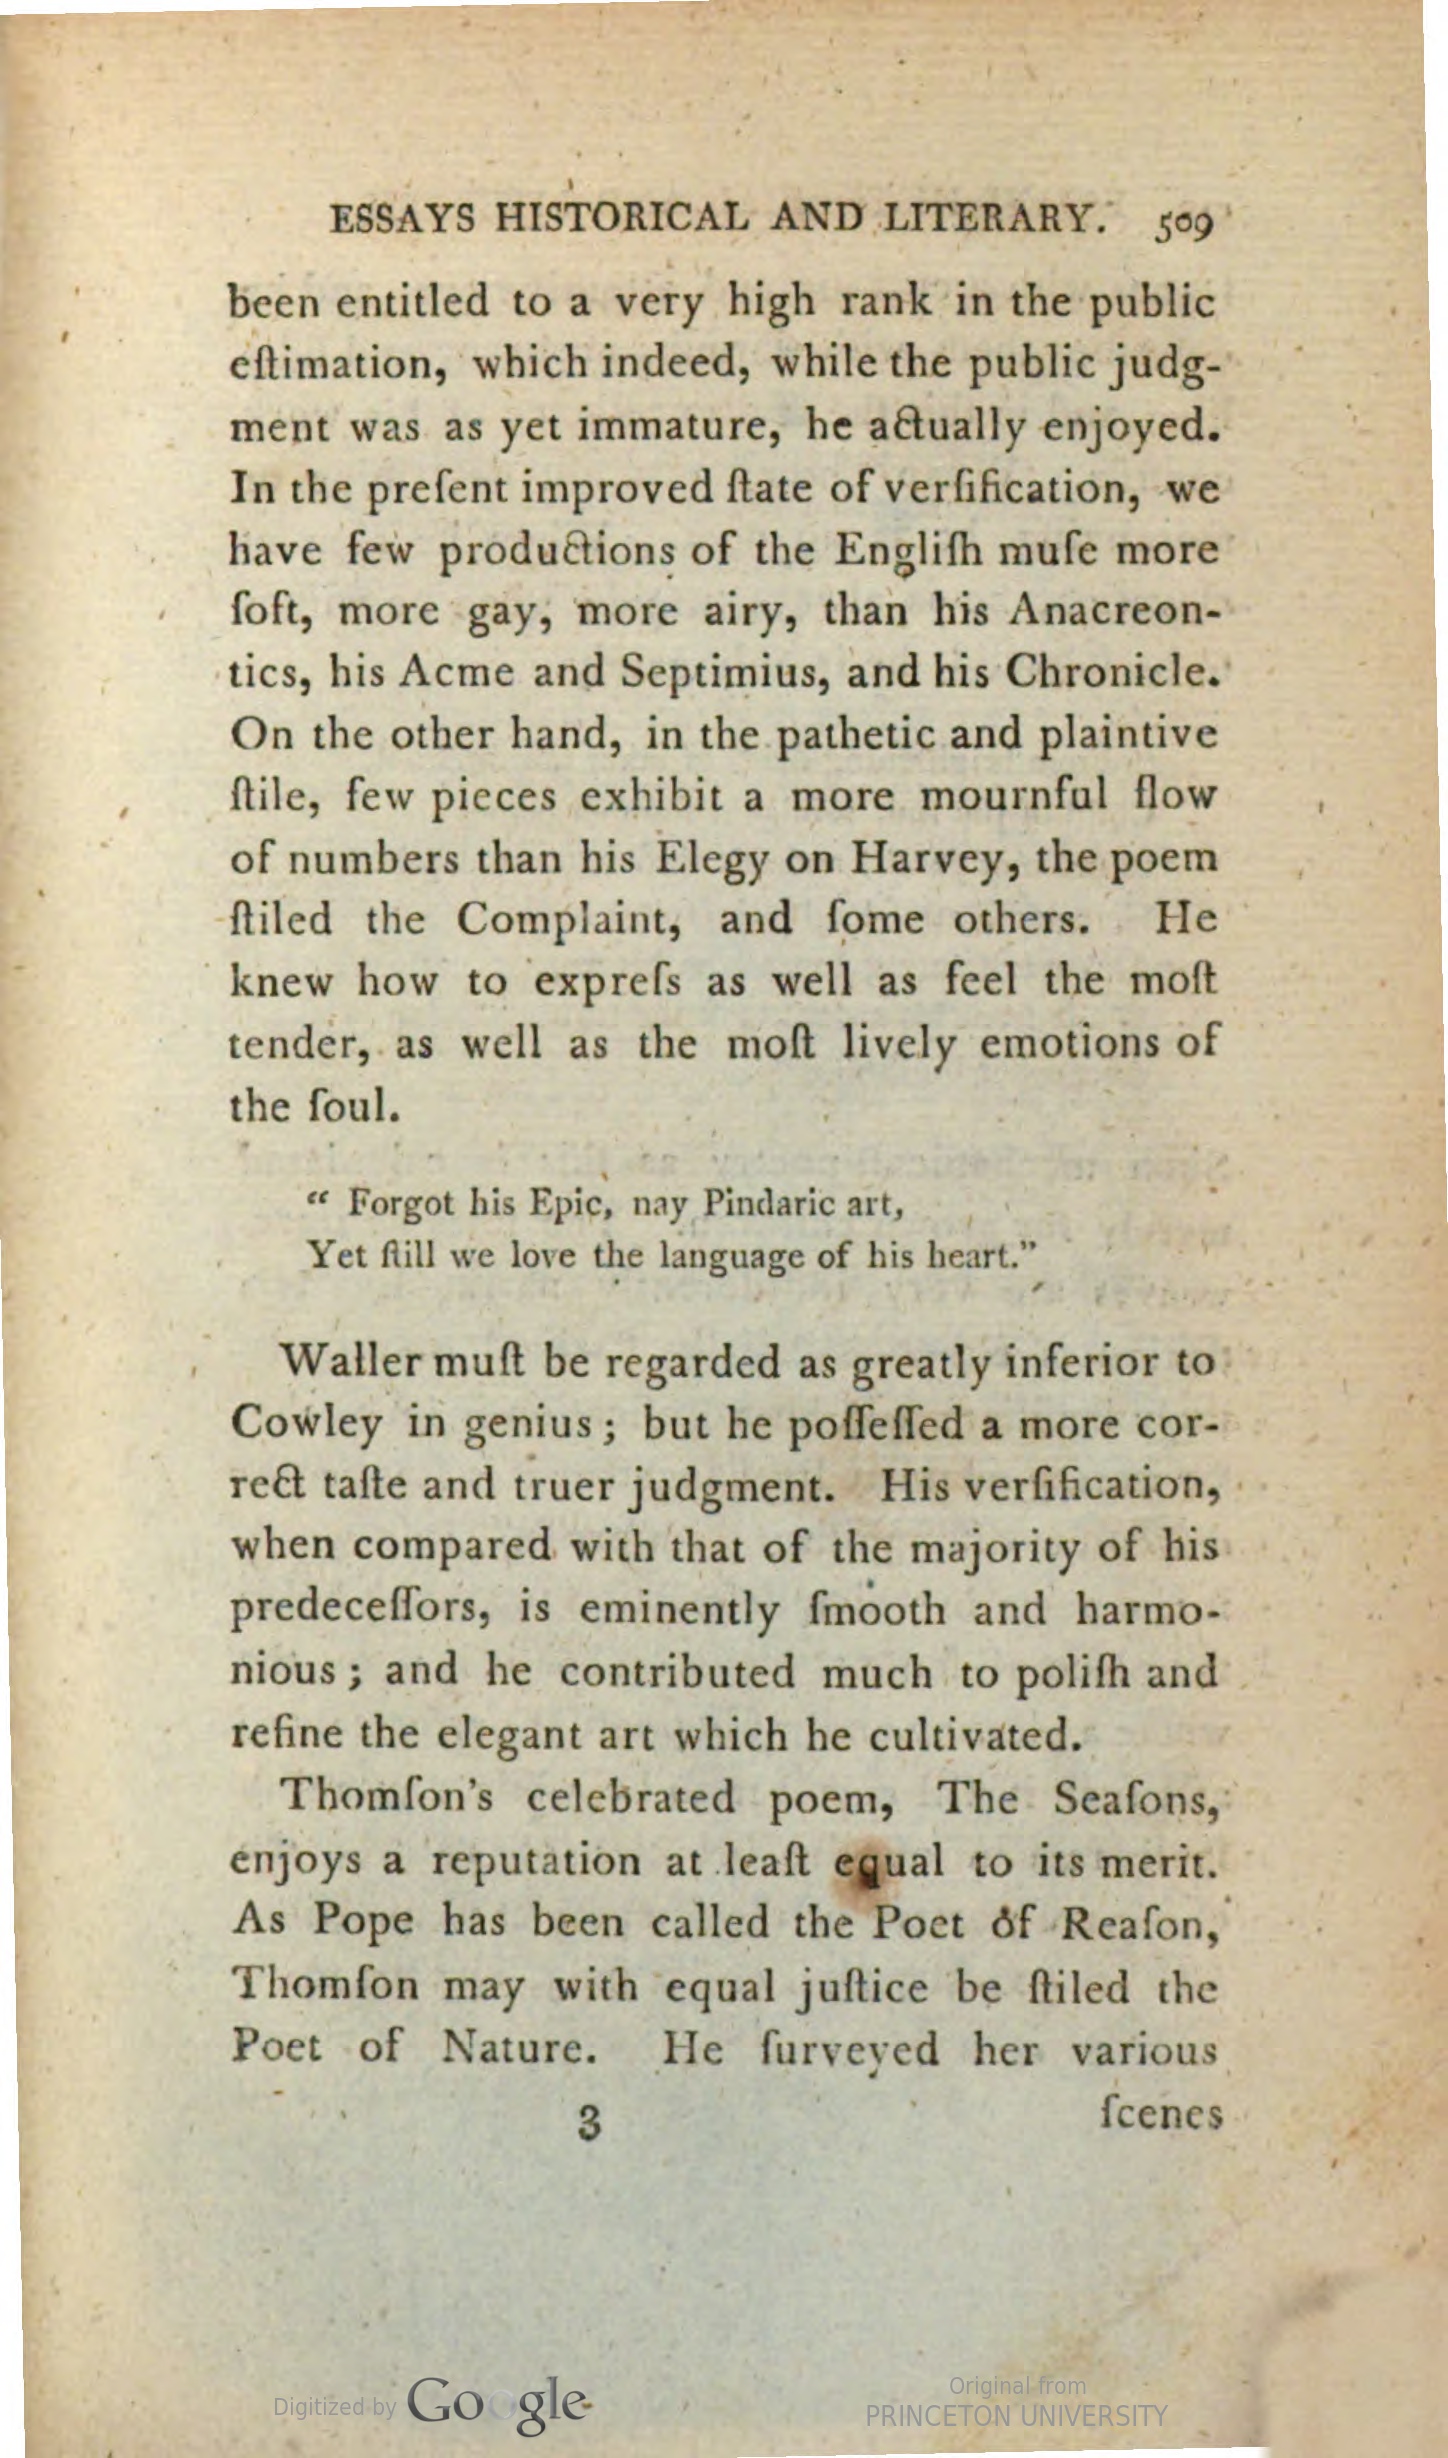 ESSAYS HISTORICAL AND LITERARY. 509
been entitled to a very high rank in the public
eſtimation, which indeed, while the public judg-
ment was as yet immature, he actually enjoyed.
In the preſent improved ſtate of verſification, we
have few productions of the Engliſh muſe more
ſoft, more gay, more airy, than his Anacreon-
tics, his Acme and Septimius, and his Chronicle.
On the other hand, in the pathetic and plaintive
ſtile, few pieces exhibit a more mournful flow
of numbers than his Elegy on Harvey, the poem
ſtiled the Complaint, and ſome others. He
knew how to expreſs as well as feel the moſt
tender, as well as the moſt lively emotions of
the ſoul.
“ Forgot his Epic, nay Pindaric art,
Yet ſtill we love the language of his heart.”
Waller muſt be regarded as greatly inferior to
Cowley in genius; but he poſſeſſed a more cor-
rect taſte and truer judgment. His verſification,
when compared with that of the majority of his
predeceſſors, is eminently ſmooth and harmo-
nious; and he contributed much to poliſh and
refine the elegant art which he cultivated.
Thomſon's celebrated poem, The Seaſons,
enjoys a reputation at leaſt equal to its merit.
As Pope has been called the Poet of Reaſon,
Thomſon may with equal juſtice be ſtiled the
Poet of Nature. He ſurveyed her various
3 ſcenes
Digitized by Google
Original from
PRINCETON UNIVERSITY